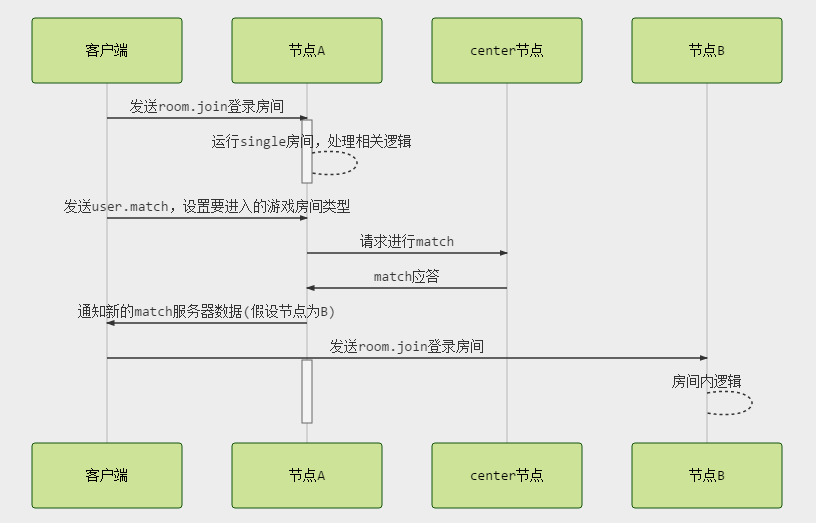 客户端
节点A
center节点
节点B
发送room.join登录房间
运行single房间，处理相关逻辑
发送user.match，设置要进入的游戏房间类型
请求进行match
match应答
通知新的match服务器数据(假设节点为B)
发送room.join登录房间
房间内逻辑
客户端
节点A
center节点
节点B